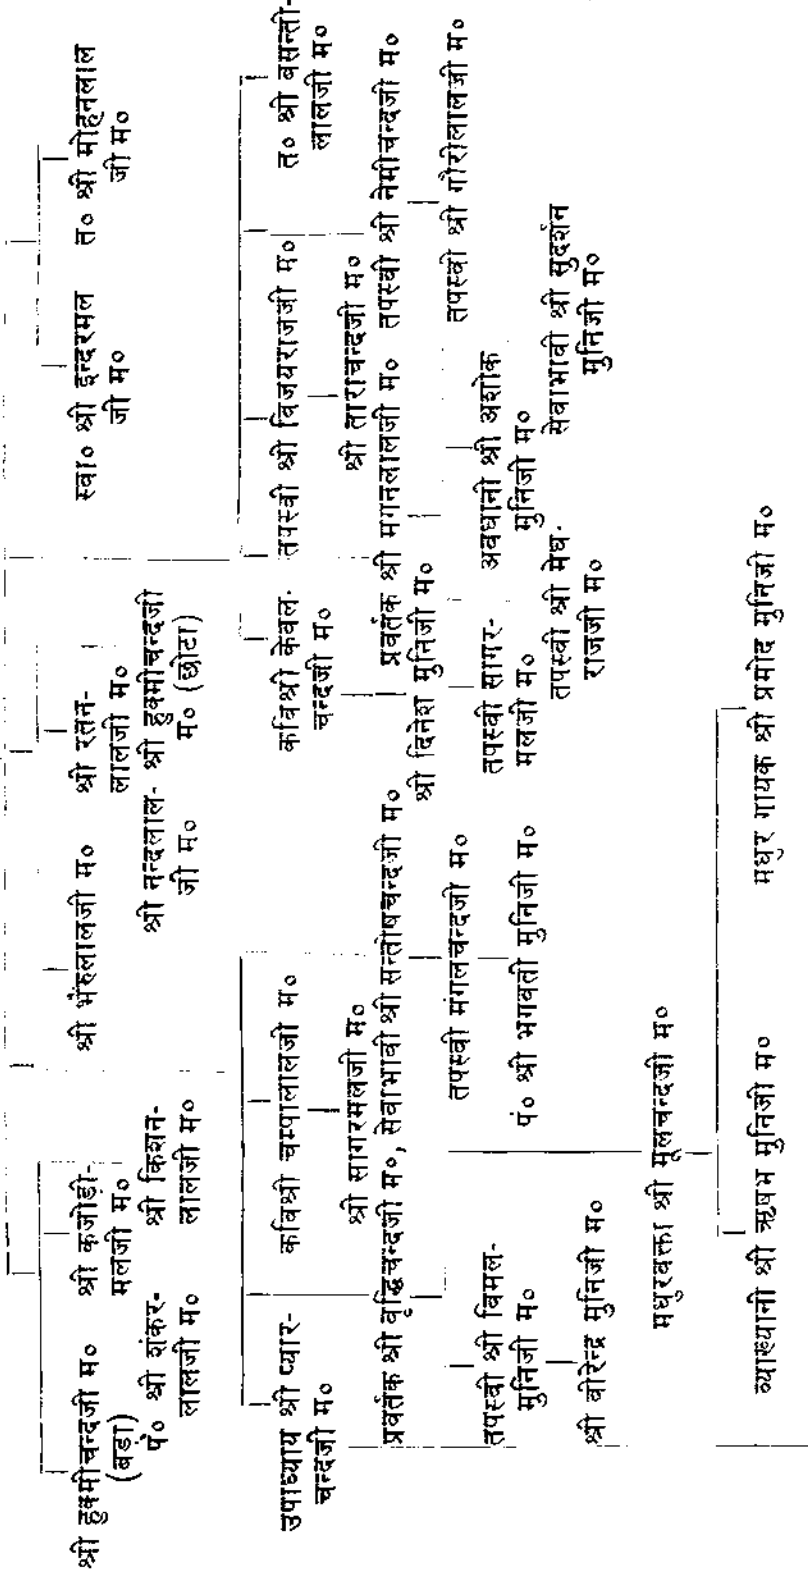 श्री हुक्मीचन्दजी म०
(बड़ा)
पं० श्री शंकर-
लालजी म०
श्री कजोड़ी-
मलजी म०
श्री किशन-
लालजी म०
श्री भेंरुलालजी म०
श्री नन्दलाल-
जी म०
श्री रतन-
लालजी म०
श्री हुक्मीचन्दजी
म० (छोटा)
स्वा० श्री इन्दरमल
जी म०
त० श्री मोहनलाल
जी म०
उपाध्याय श्री प्यार-
चन्दजी म०
कविश्री चम्पालालजी म०
श्री सागरमलजी म०
कविश्री केवल-
चन्दजी म०
तपस्वी श्री विजयराजजी म०
श्री ताराचन्दजी म०
त० श्री बसन्ती-
लालजी म०
प्रवर्तक श्री वृद्धिचन्दजी म०, सेवाभावी श्री सन्तोषचन्दजी म०
प्रवर्तक श्री मगनलालजी म०
तपस्वी श्री नेमीचन्दजी म०
श्री दिनेश मुनिजी म०
तपस्वी मंगलचन्दजी म०
तपस्वी श्री गौरीलालजी म०
तपस्वी श्री विमल-
मुनिजी म०
पं० श्री भगवती मुनिजी म०
तपस्वी सागर-
मलजी म०
अवधानी श्री अशोक
मुनिजी म०
तपस्वी श्री मेघ-
राजजी म०
सेवाभावी श्री सुदर्शन
मुनिजी म०
श्री वीरेन्द्र मुनिजी म०
मधुरवक्ता श्री मूलचन्दजी म०
व्याख्यानी श्री ऋषभ मुनिजी म०
मधुर गायक श्री प्रमोद मुनिजी म०